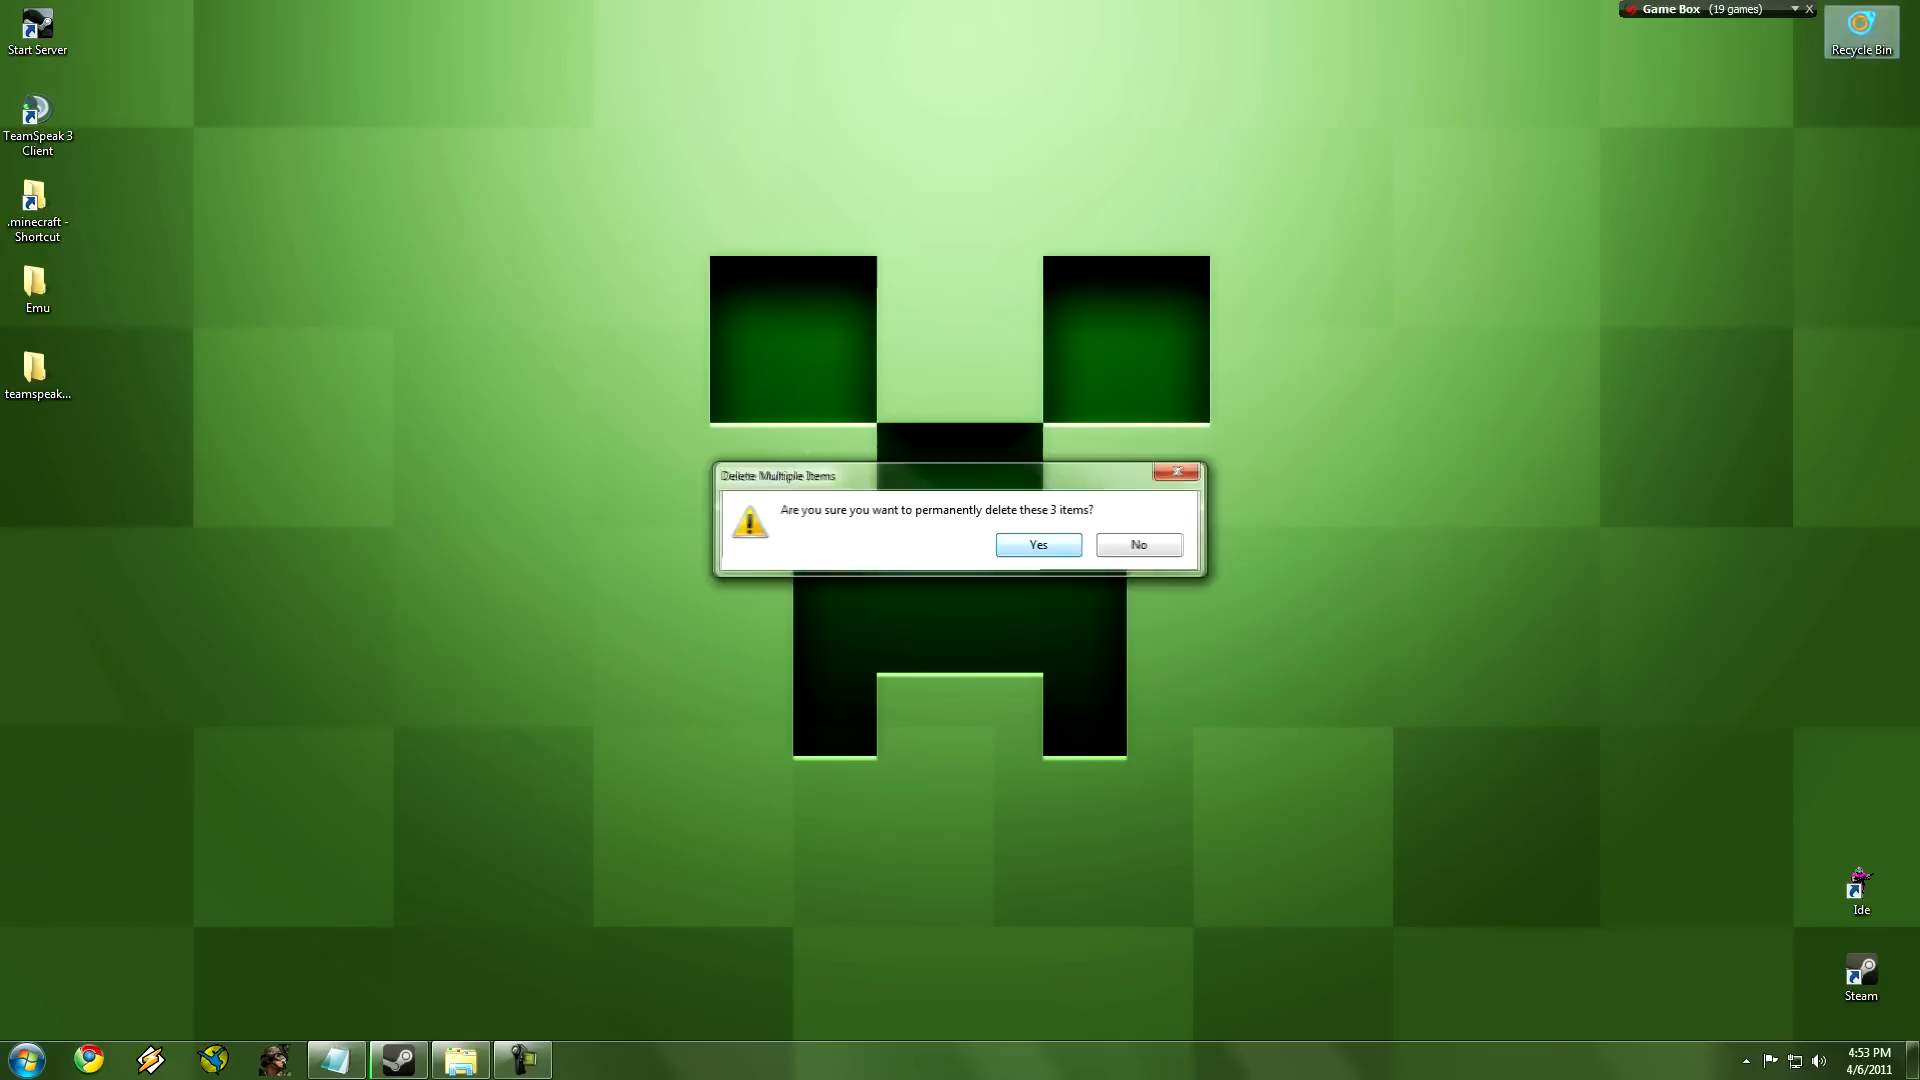 Start Server
TeamSpeak 3
Client
.minecraft -
Shortcut
Emu
teamspeak...
Game Box (19 games)
X
Recycle Bin
Delete Multiple Items
Are you sure you want to permanently delete these 3 items?
Yes
No
Ide
Steam
4:53 PM
4/6/2011